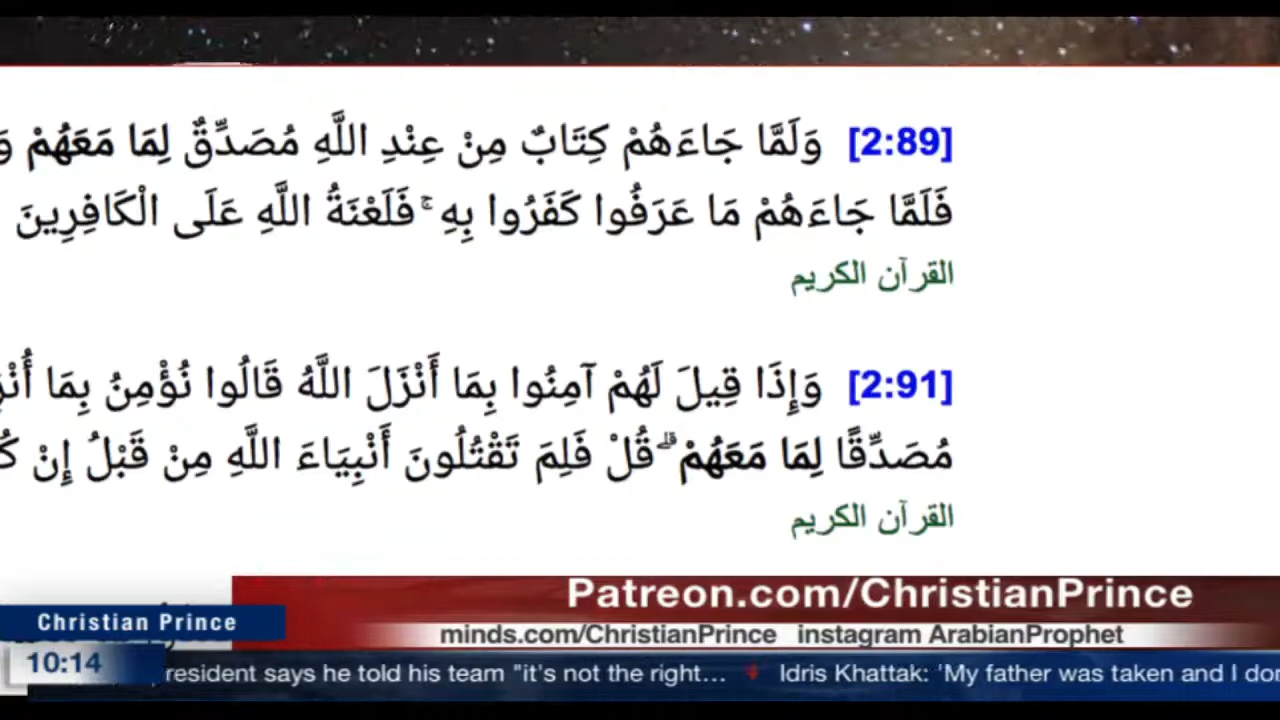 [2:89] وَلَمَّا جَاءَهُمْ كِتَابٌ مِنْ عِنْدِ اللَّهِ مُصَدِّقٌ لِمَا مَعَهُمْ
فَلَمَّا جَاءَهُمْ مَا عَرَفُوا كَفَرُوا بِهِ ۚ فَلَعْنَةُ اللَّهِ عَلَى الْكَافِرِينَ
القرآن الكريم
[2:91] وَإِذَا قِيلَ لَهُمْ آمِنُوا بِمَا أَنْزَلَ اللَّهُ قَالُوا نُؤْمِنُ بِمَا
مُصَدِّقًا لِمَا مَعَهُمْ ۗ قُلْ فَلِمَ تَقْتُلُونَ أَنْبِيَاءَ اللَّهِ مِنْ قَبْلُ إِنْ
القرآن الكريم
Patreon.com/ChristianPrince
Christian Prince
minds.com/ChristianPrince instagram ArabianProphet
10:14
resident says he told his team "it's not the right... Idris Khattak: 'My father was taken and I don